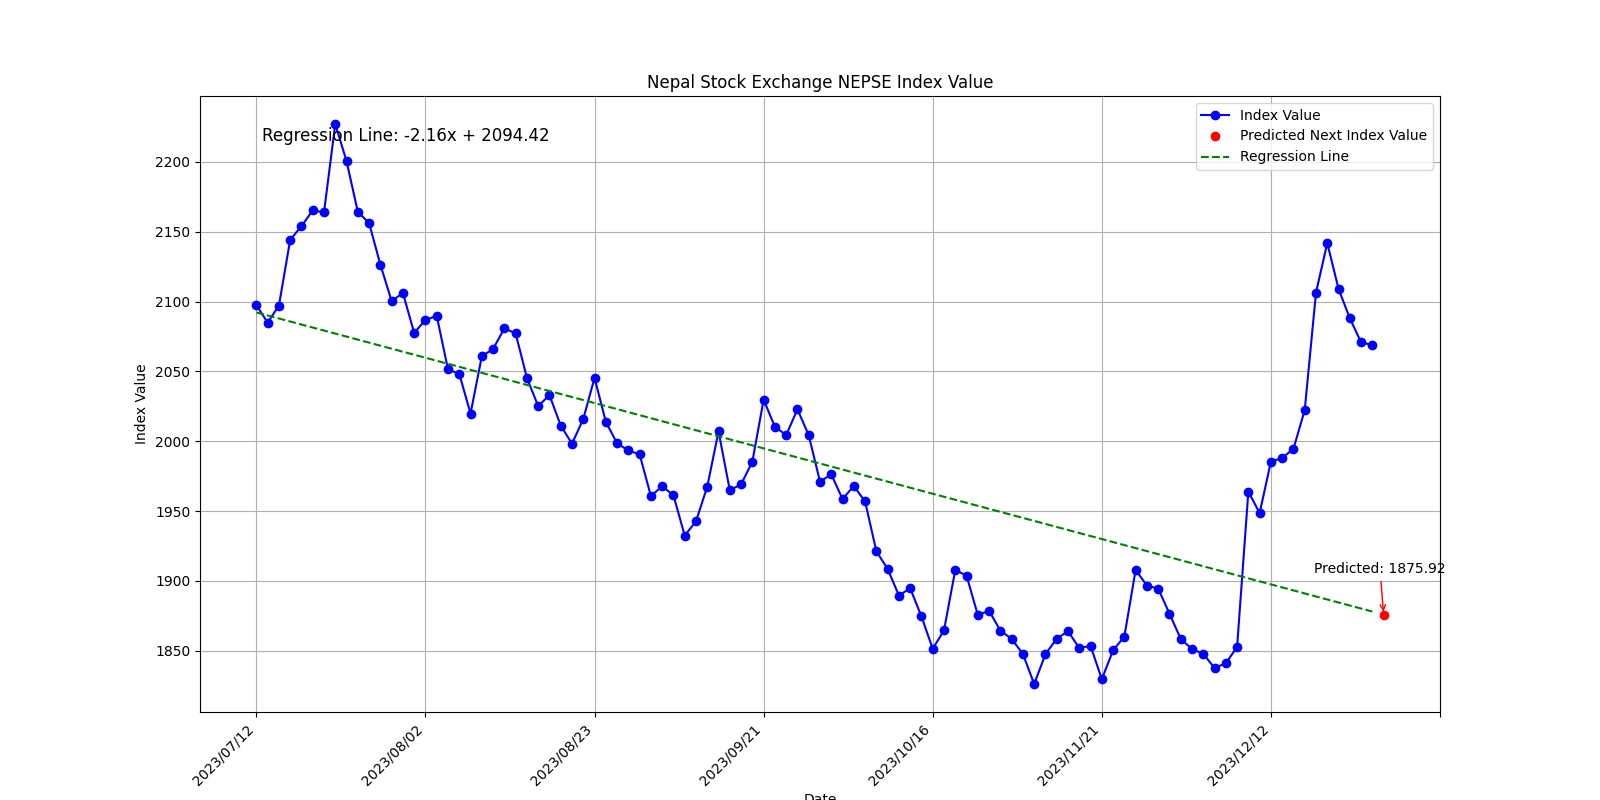 Nepal Stock Exchange NEPSE Index Value
Regression Line: -2.16x + 2094.42
Index Value
Predicted Next Index Value
Regression Line
2200
2150
2100
2050
2000
1950
1900
1850
Index Value
Predicted: 1875.92
2023/07/12
2023/08/02
2023/08/23
2023/09/21
2023/10/16
2023/11/21
2023/12/12
Date